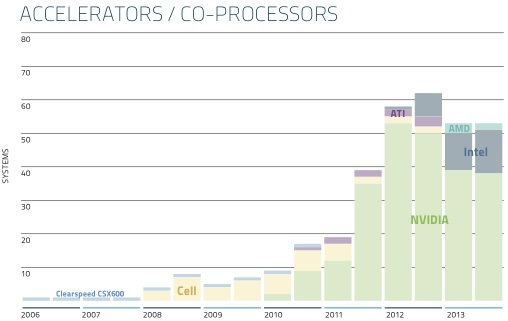 ACCELERATORS / CO-PROCESSORS
80
70
60
50
40
30
20
10
SYSTEMS
ATI
AMD
Intel
NVIDIA
Clearspeed CSX600
Cell
2006 2007 2008 2009 2010 2011 2012 2013